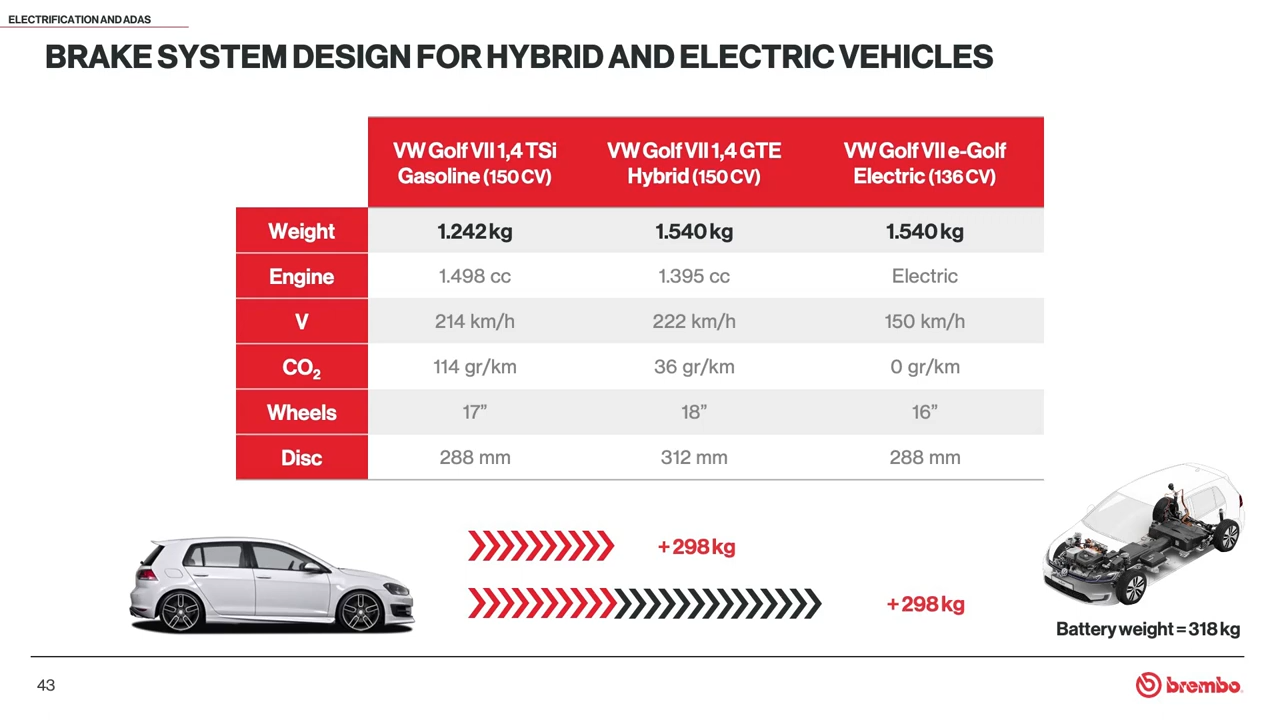 ELECTRIFICATION AND ADAS
BRAKE SYSTEM DESIGN FOR HYBRID AND ELECTRIC VEHICLES
VW Golf VII 1,4 TSi
Gasoline (150 CV)
VW Golf VII 1,4 GTE
Hybrid (150 CV)
VW Golf VII e-Golf
Electric (136 CV)
Weight 1.242 kg 1.540 kg 1.540 kg
Engine 1.498 cc 1.395 cc Electric
V 214 km/h 222 km/h 150 km/h
CO₂ 114 gr/km 36 gr/km 0 gr/km
Wheels 17” 18” 16”
Disc 288 mm 312 mm 288 mm
+ 298 kg
+ 298 kg
Battery weight = 318 kg
43
brembo